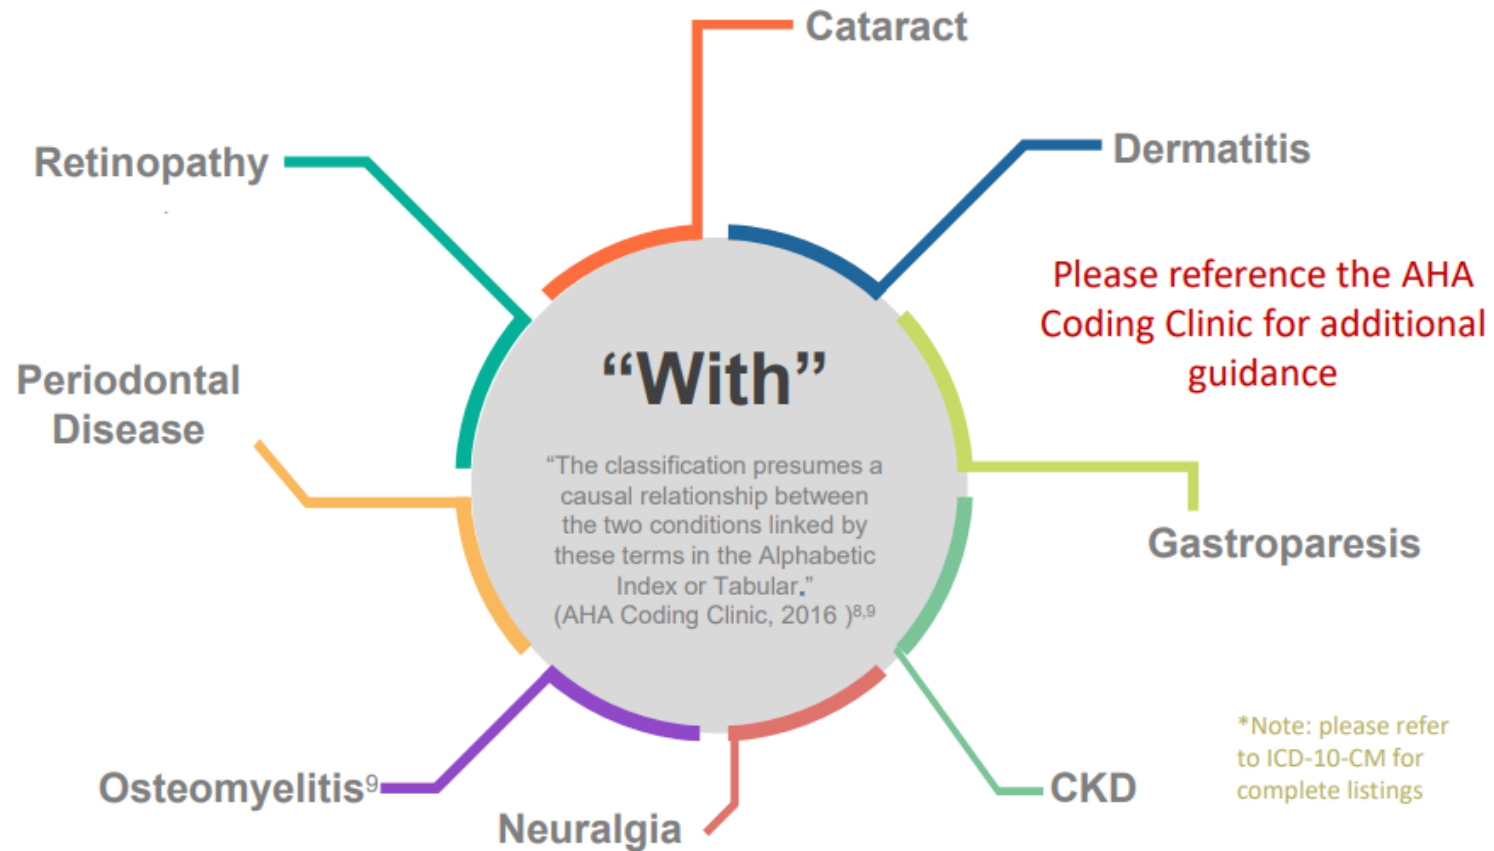 Cataract
Retinopathy
Dermatitis
Please reference the AHA
Coding Clinic for additional
guidance
Periodontal
Disease
“With”
“The classification presumes a
causal relationship between
the two conditions linked by
these terms in the Alphabetic
Index or Tabular.”
(AHA Coding Clinic, 2016 )8,9
Gastroparesis
Osteomyelitis9
Neuralgia
CKD
*Note: please refer
to ICD-10-CM for
complete listings